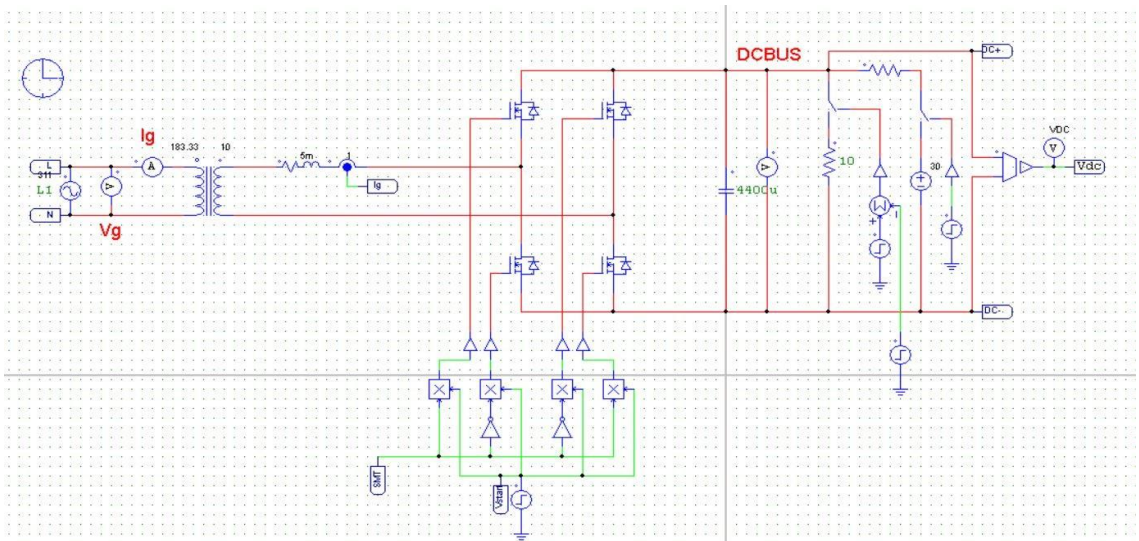 DCBUS
DC+
VDC
V
Ig
183.33
10
5m
1
L
311
A
Ig
L1
V
N
Vg
4400u
V
10
30
Vdc
M
+
-
DC-
SMT
Vstart